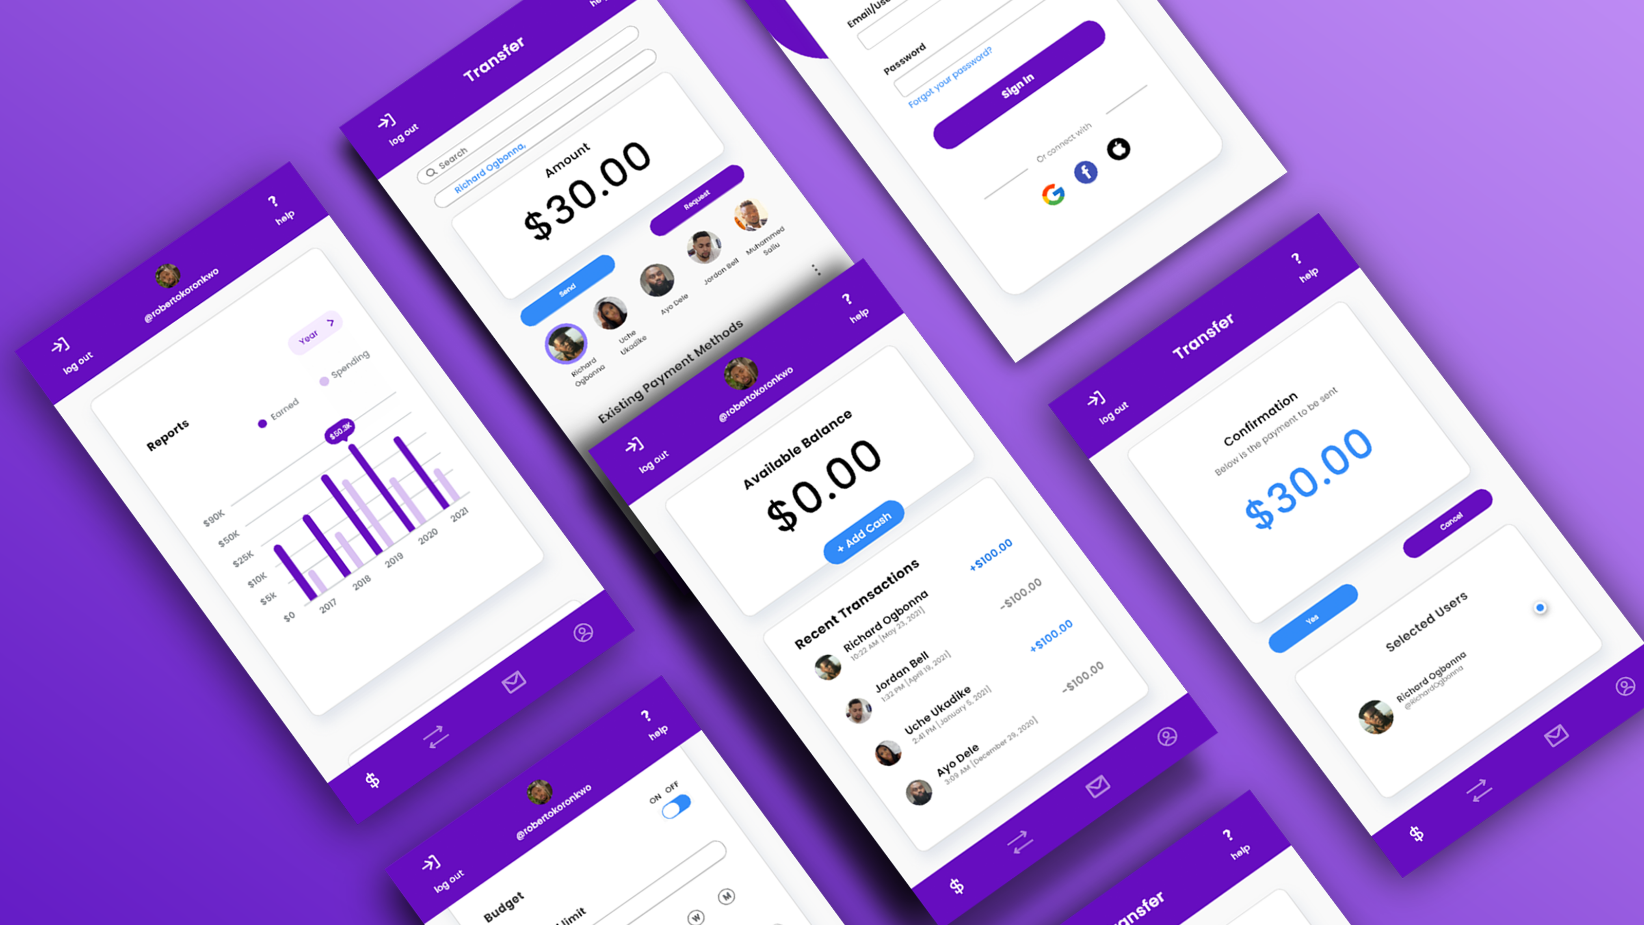 log out
@robertokoronkwo
?
help
Reports
Year
Earned
Spending
$50.3K
$90K
$50K
$25K
$10K
$5K
$0
2017
2018
2019
2020
2021
$
log out
Transfer
help
Search
Richard Ogbonna,
Amount
$30.00
Send
Request
Richard
Ogbonna
Uche
Ukadike
Ayo Dele
Jordon Bell
Muhammed
Saliu
Existing Payment Methods
log out
@robertokoronkwo
?
help
Available Balance
$0.00
+ Add Cash
Recent Transactions
Richard Ogbonna
10:22 AM [May 23, 2021]
+$100.00
Jordan Bell
1:32 PM [April 19, 2021]
-$100.00
Uche Ukadike
2:41 PM [January 5, 2021]
+$100.00
Ayo Dele
3:09 AM [December 29, 2020]
-$100.00
$
Password
Forgot your password?
Sign in
Or connect with
G
f
log out
Transfer
?
help
Confirmation
Below is the payment to be sent
$30.00
Yes
Cancel
Selected Users
Richard Ogbonna
@RichardOgbonna
$
log out
@robertokoronkwo
?
help
ON OFF
Budget
W
M
?
help